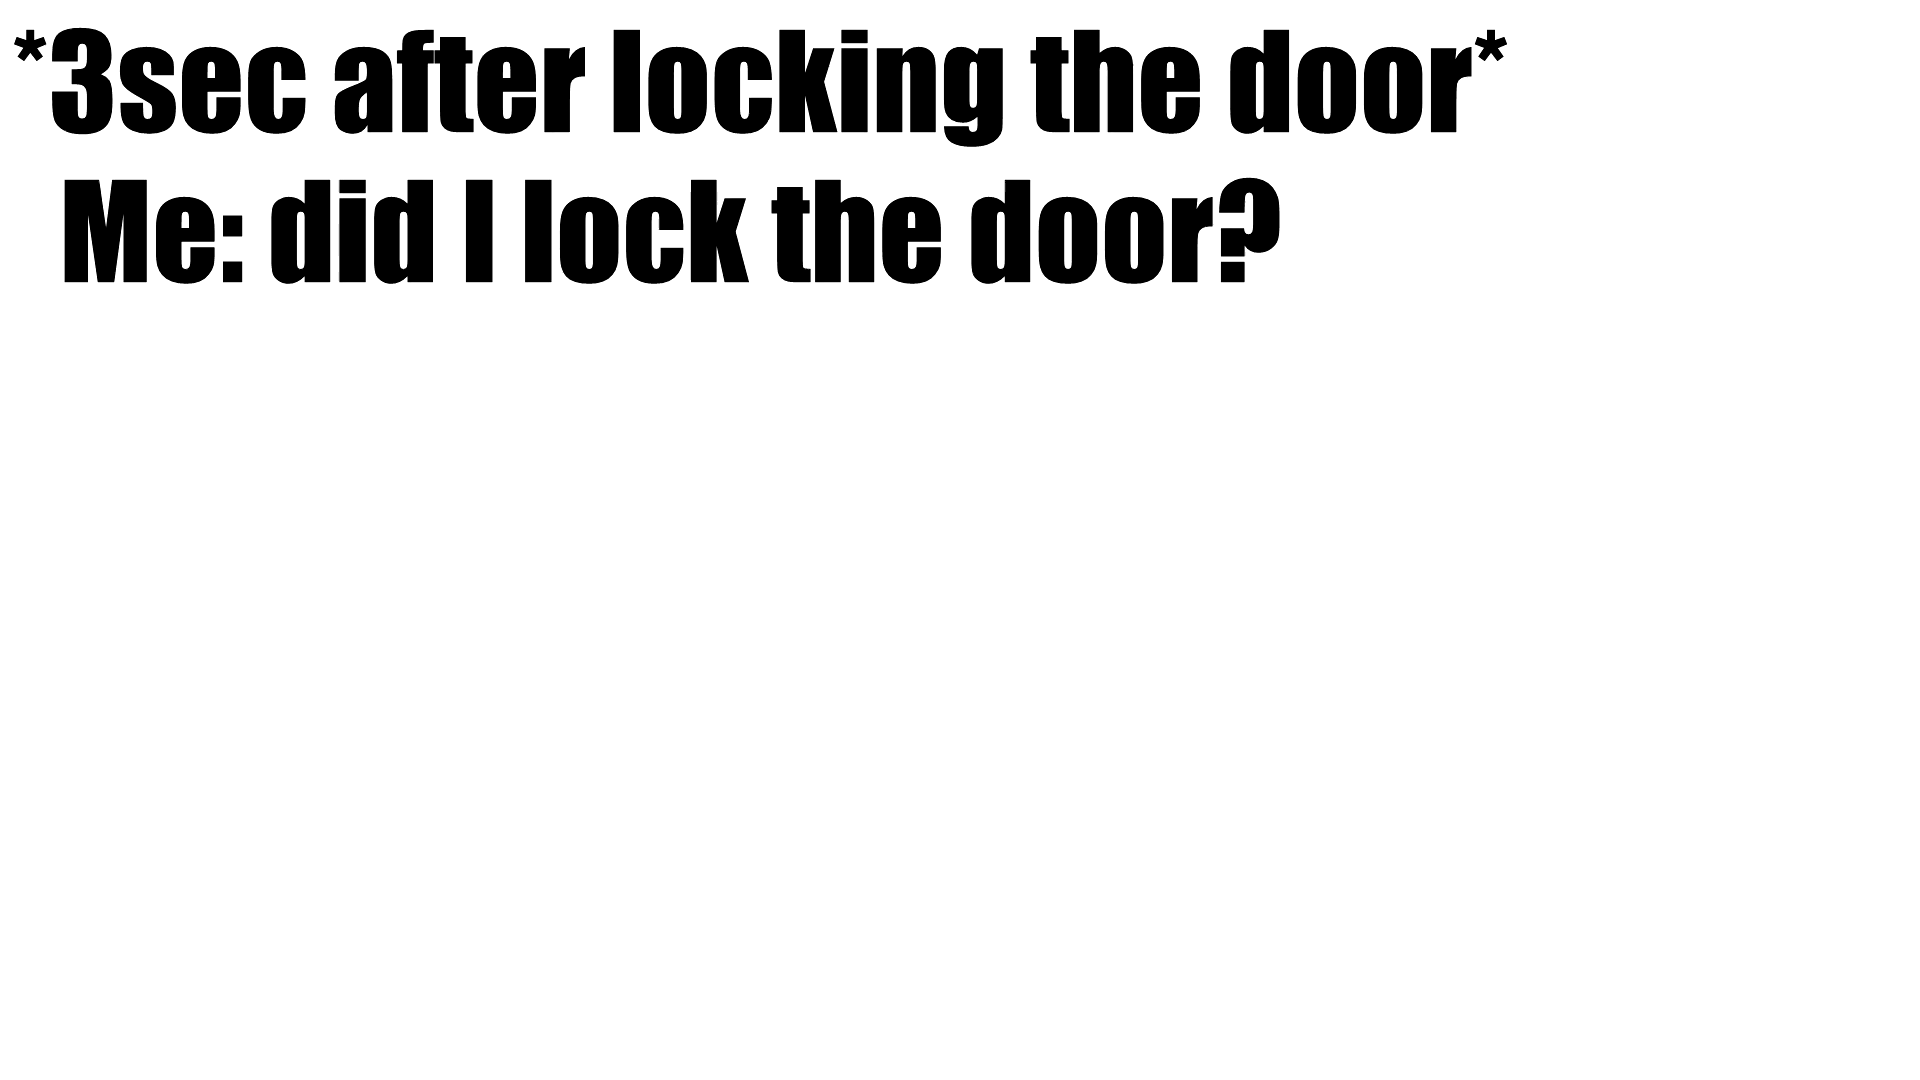 *3sec after locking the door*
Me: did I lock the door?